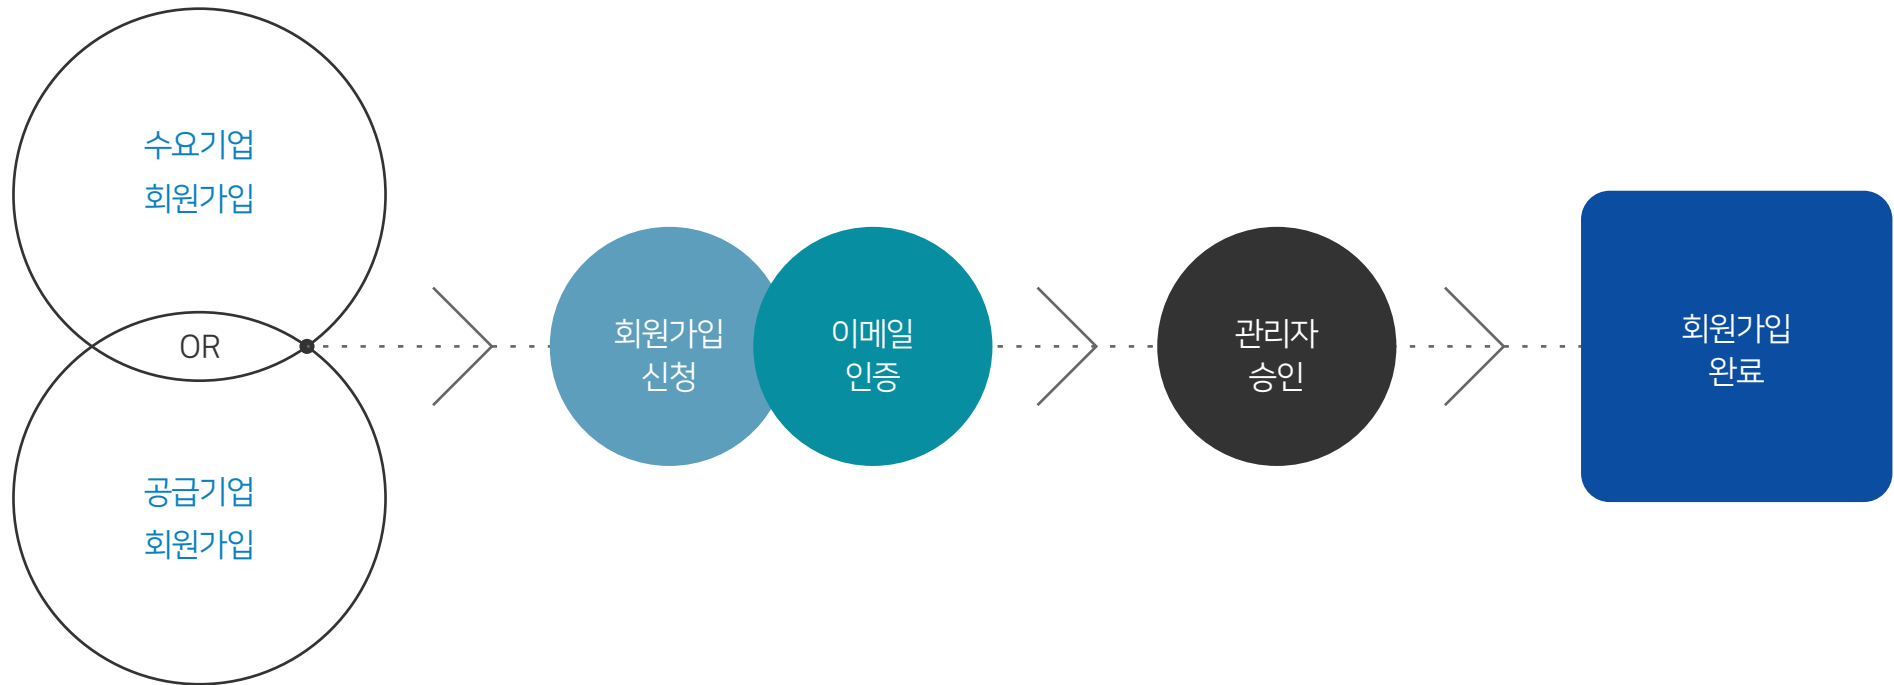 수요기업
회원가입
OR
공급기업
회원가입
회원가입
신청
이메일
인증
관리자
승인
회원가입
완료